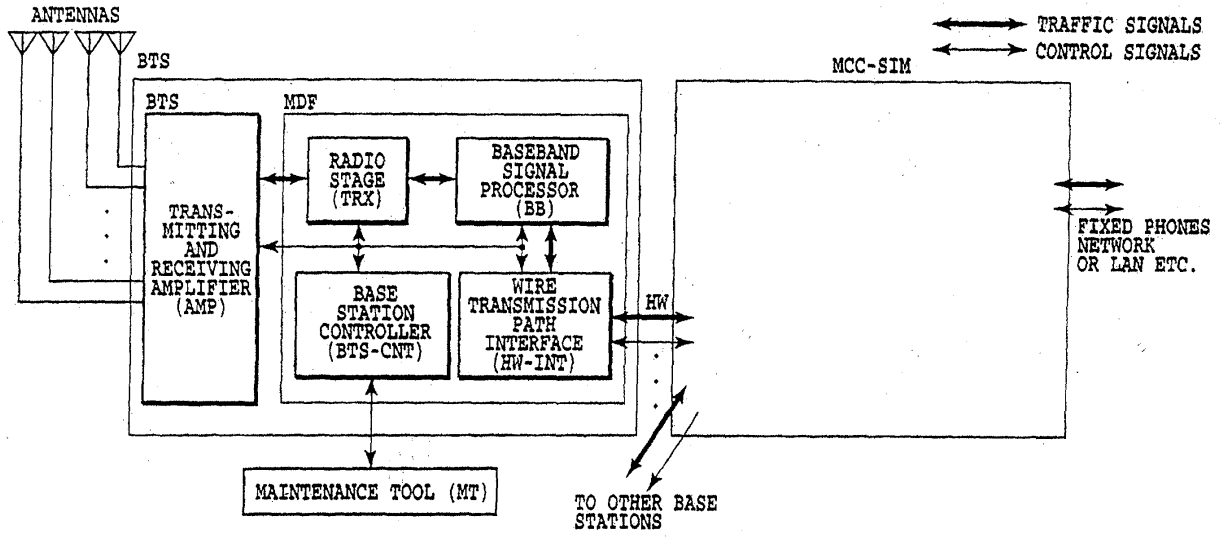 ANTENNAS
TRAFFIC SIGNALS
CONTROL SIGNALS
BTS
MCC-SIM
BTS
MDF
TRANS-
MITTING
AND
RECEIVING
AMPLIFIER
(AMP)
RADIO
STAGE
(TRX)
BASEBAND
SIGNAL
PROCESSOR
(BB)
BASE
STATION
CONTROLLER
(BTS-CNT)
WIRE
TRANSMISSION
PATH
INTERFACE
(HW-INT)
HW
FIXED PHONES
NETWORK
OR LAN ETC.
MAINTENANCE TOOL (MT)
TO OTHER BASE
STATIONS